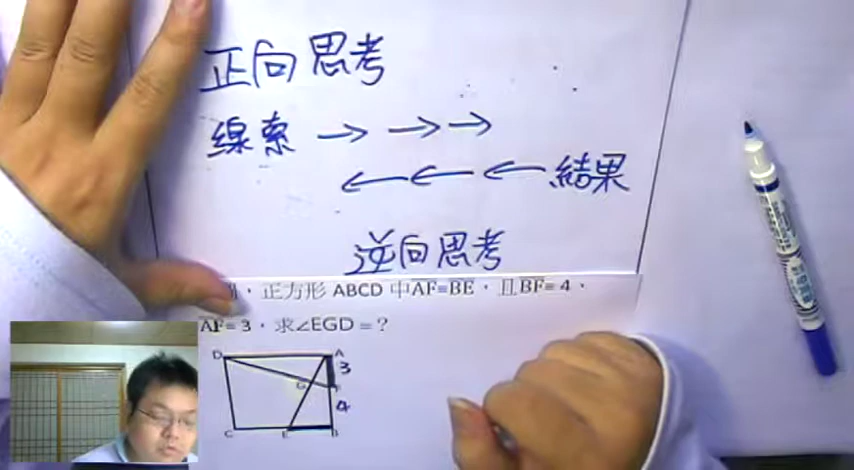 正向思考
線索 → → →
← ← ← 結果
逆向思考
,正方形 ABCD 中AF=BE,且BF=4,
AF=3,求∠EGD=?
D A
3
G F
4
C E B